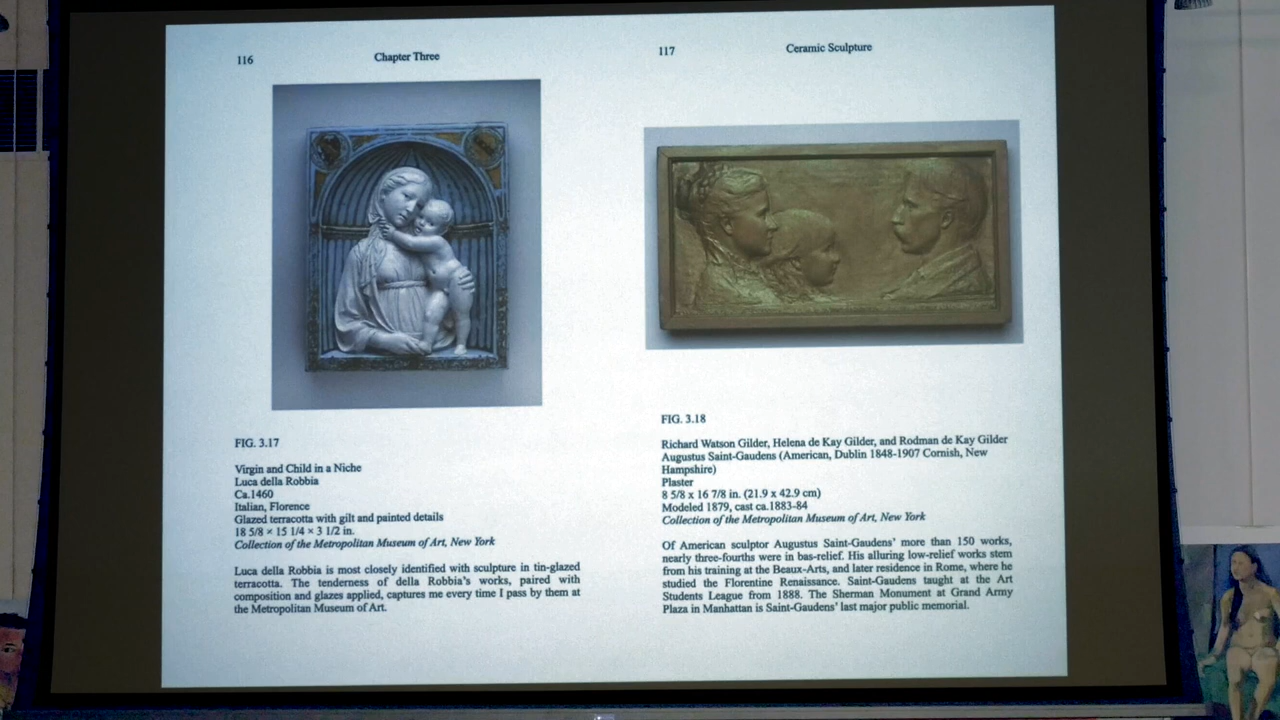 116
Chapter Three
FIG. 3.17
Virgin and Child in a Niche
Luca della Robbia
Ca.1460
Italian, Florence
Glazed terracotta with gilt and painted details
18 5/8 × 15 1/4 × 3 1/2 in.
Collection of the Metropolitan Museum of Art, New York
Luca della Robbia is most closely identified with sculpture in tin-glazed
terracotta. The tenderness of della Robbia's works, paired with
composition and glazes applied, captures me every time I pass by them at
the Metropolitan Museum of Art.
117
Ceramic Sculpture
FIG. 3.18
Richard Watson Gilder, Helena de Kay Gilder, and Rodman de Kay Gilder
Augustus Saint-Gaudens (American, Dublin 1848-1907 Cornish, New
Hampshire)
Plaster
8 5/8 x 16 7/8 in. (21.9 x 42.9 cm)
Modeled 1879, cast ca.1883-84
Collection of the Metropolitan Museum of Art, New York
Of American sculptor Augustus Saint-Gaudens' more than 150 works,
nearly three-fourths were in bas-relief. His alluring low-relief works stem
from his training at the Beaux-Arts, and later residence in Rome, where he
studied the Florentine Renaissance. Saint-Gaudens taught at the Art
Students League from 1888. The Sherman Monument at Grand Army
Plaza in Manhattan is Saint-Gaudens' last major public memorial.